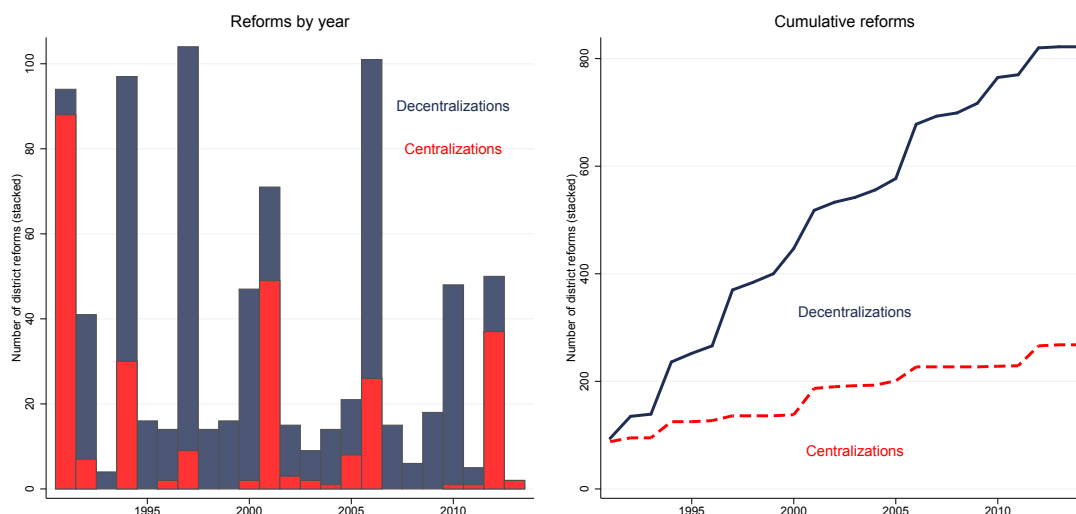 Reforms by year
Number of district reforms (stacked)
0
20
40
60
80
100
1995
2000
2005
2010
Decentralizations
Centralizations
Cumulative reforms
Number of district reforms (stacked)
0
200
400
600
800
1995
2000
2005
2010
Decentralizations
Centralizations